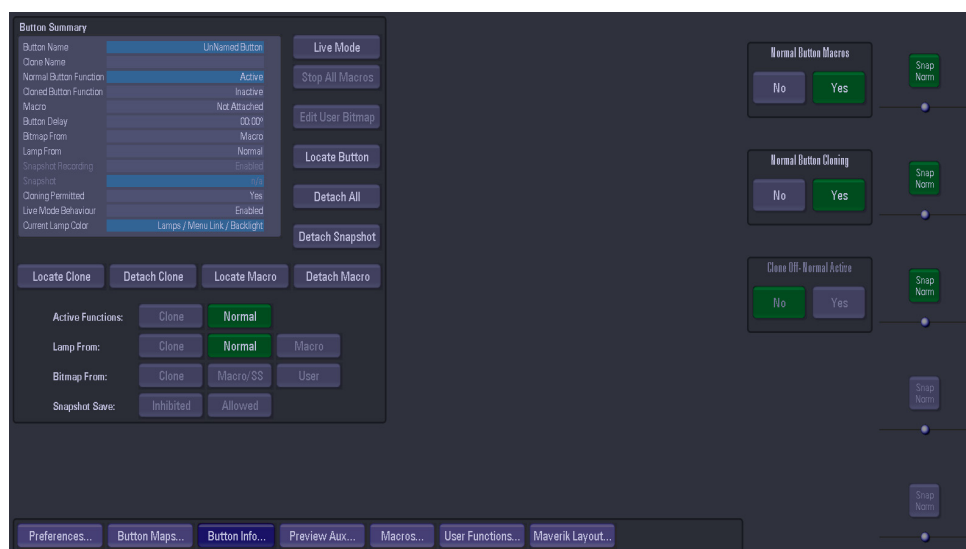 Button Summary
Button Name UnNamed Button
Clone Name
Normal Button Function Active
Cloned Button Function Inactive
Macro Not Attached
Button Delay 00:00º
Bitmap From Macro
Lamp From Normal
Snapshot Recording Enabled
Snapshot n/a
Cloning Permitted Yes
Live Mode Behaviour Enabled
Current Lamp Color Lamps / Menu Link / Backlight
Live Mode
Stop All Macros
Edit User Bitmap
Locate Button
Detach All
Detach Snapshot
Locate Clone Detach Clone Locate Macro Detach Macro
Active Functions: Clone Normal
Lamp From: Clone Normal Macro
Bitmap From: Clone Macro/SS User
Snapshot Save: Inhibited Allowed
Normal Button Macros
No Yes
Snap
Norm
Normal Button Cloning
No Yes
Snap
Norm
Clone Off- Normal Active
No Yes
Snap
Norm
Snap
Norm
Snap
Norm
Preferences... Button Maps... Button Info... Preview Aux... Macros... User Functions... Maverik Layout...